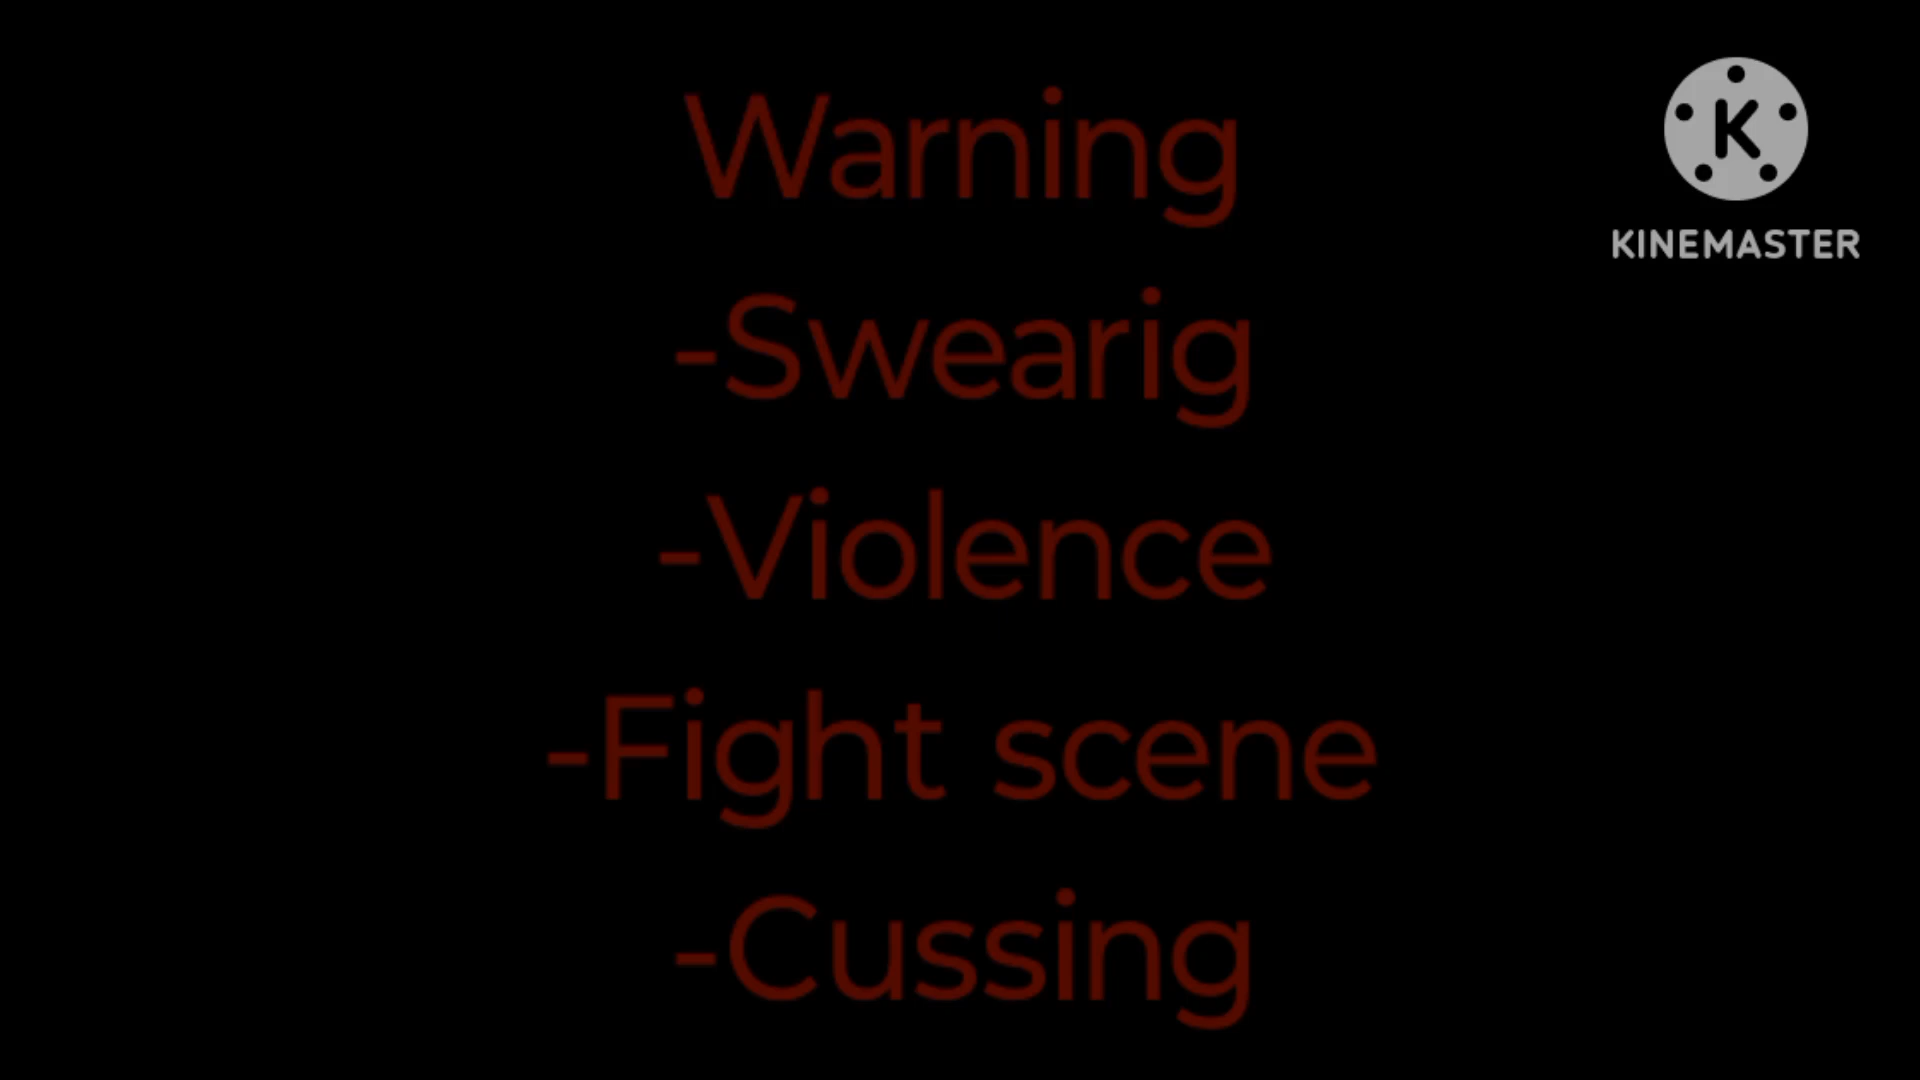 Warning
-Swearig
-Violence
-Fight scene
-Cussing
K
KINEMASTER